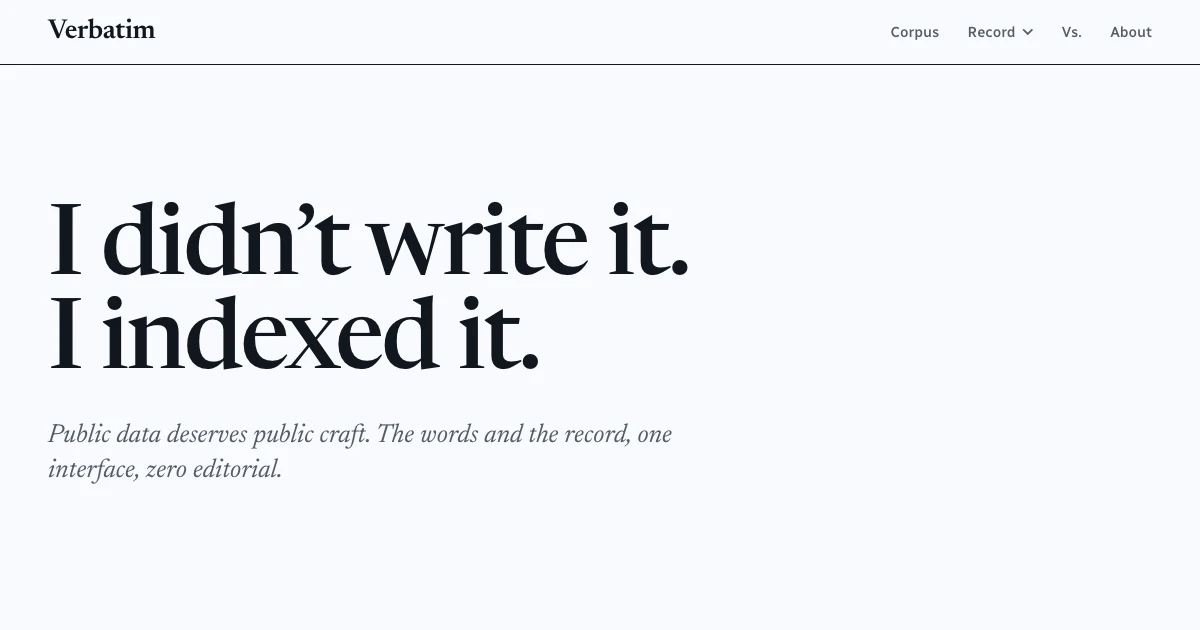 Verbatim
Corpus Record Vs. About
I didn’t write it.
I indexed it.
Public data deserves public craft. The words and the record, one
interface, zero editorial.